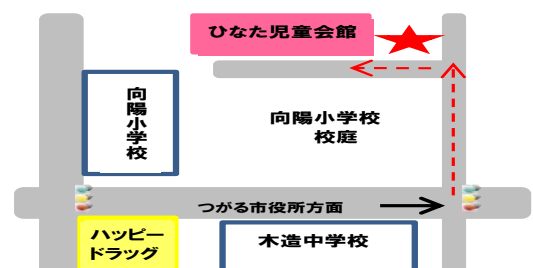 ひなた児童会館
向陽小学校
向陽小学校
校庭
つがる市役所方面
ハッピー
ドラッグ
木造中学校